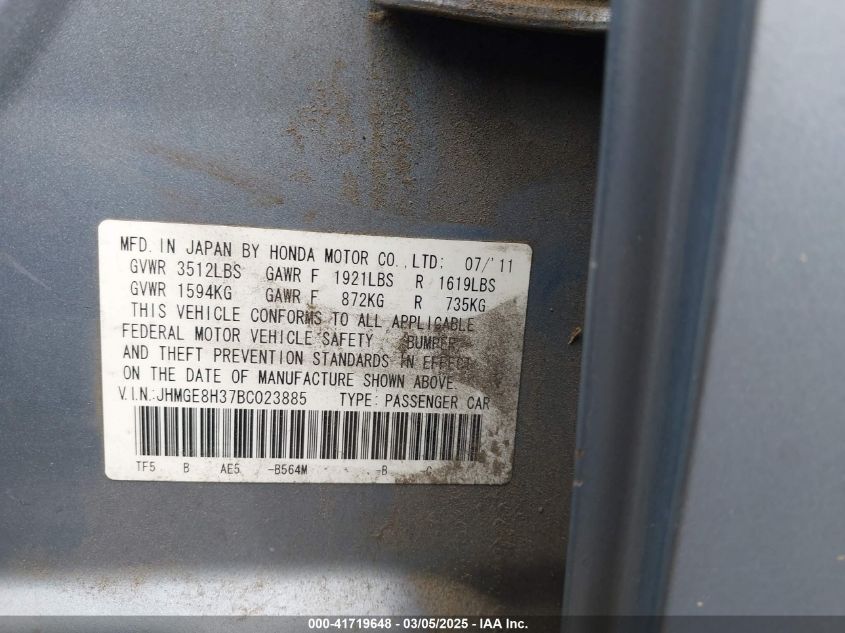 MFD. IN JAPAN BY HONDA MOTOR CO.,LTD: 07/'11
GVWR 3512LBS GAWR F 1921LBS R 1619LBS
GVWR 1594KG GAWR F 872KG R 735KG
THIS VEHICLE CONFORMS TO ALL APPLICABLE
FEDERAL MOTOR VEHICLE SAFETY BUMPER
AND THEFT PREVENTION STANDARDS IN EFFECT
ON THE DATE OF MANUFACTURE SHOWN ABOVE
V.I.N.:JHMGE8H37BC023885 TYPE: PASSENGER CAR
TF5 B AE5 -B564M -B -C
000-41719648 - 03/05/2025 - IAA Inc.